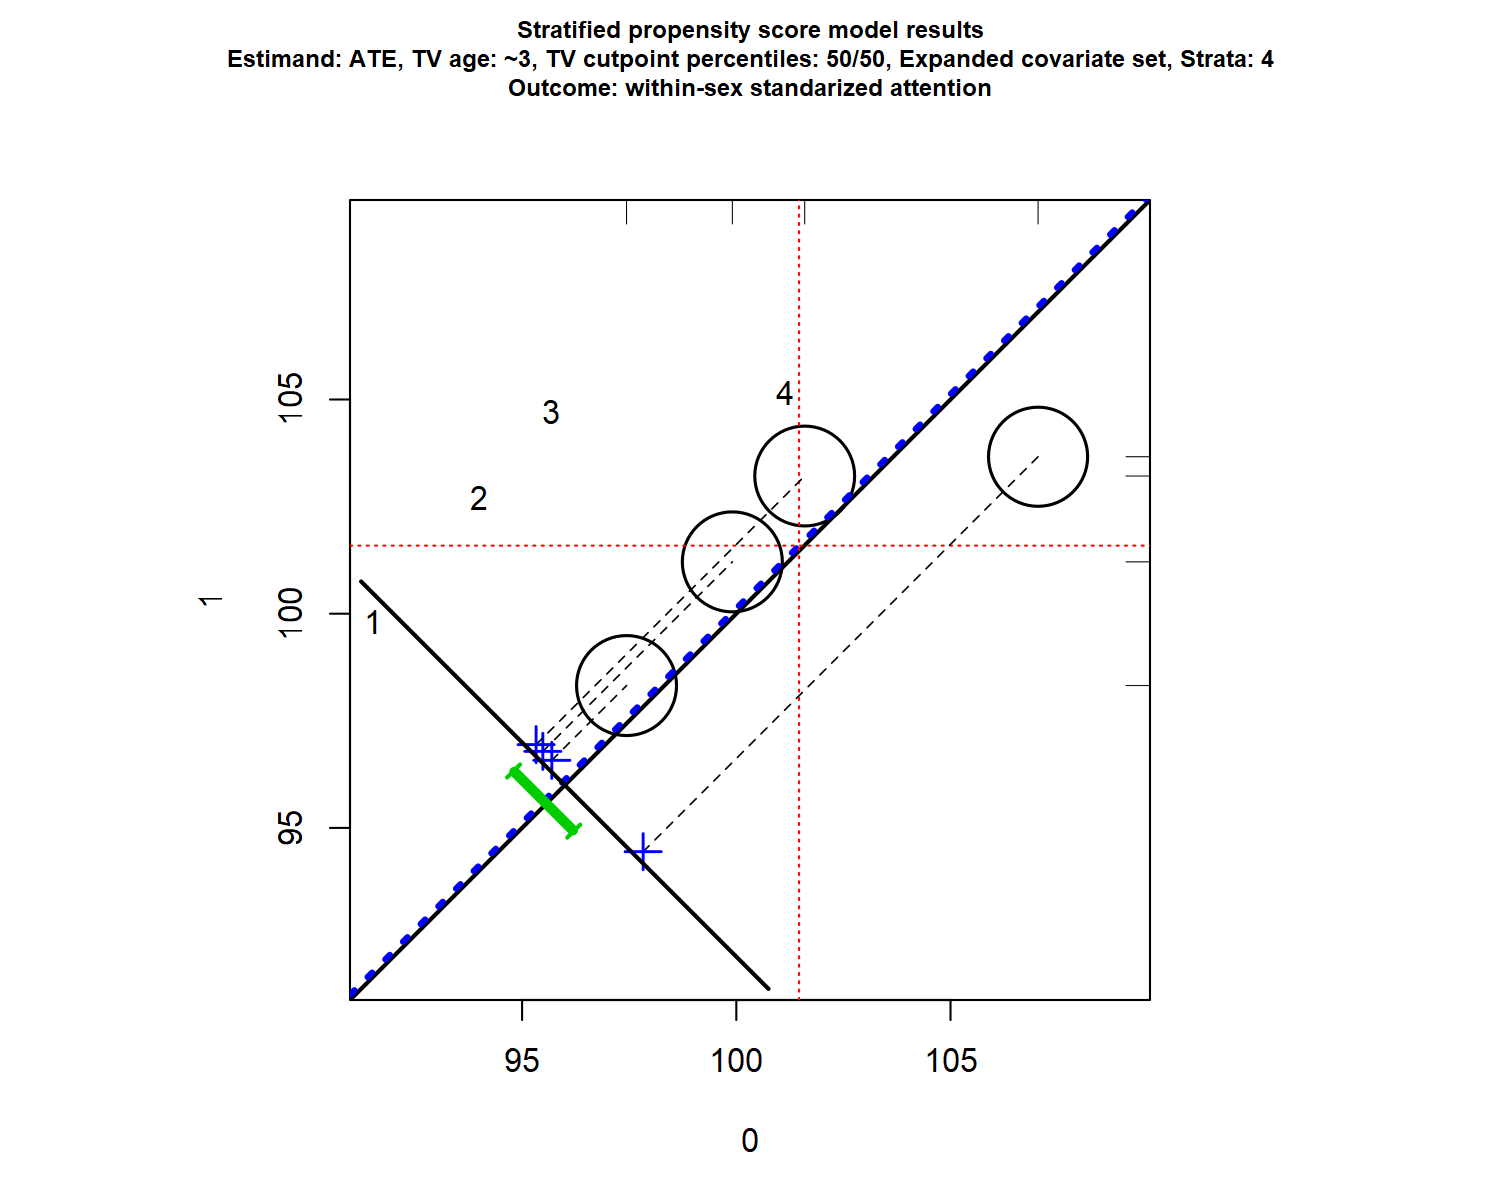 Stratified propensity score model results
Estimand: ATE, TV age: ~3, TV cutpoint percentiles: 50/50, Expanded covariate set, Strata: 4
Outcome: within-sex standarized attention
4
3
2
1
105
100
95
1
95 100 105
0